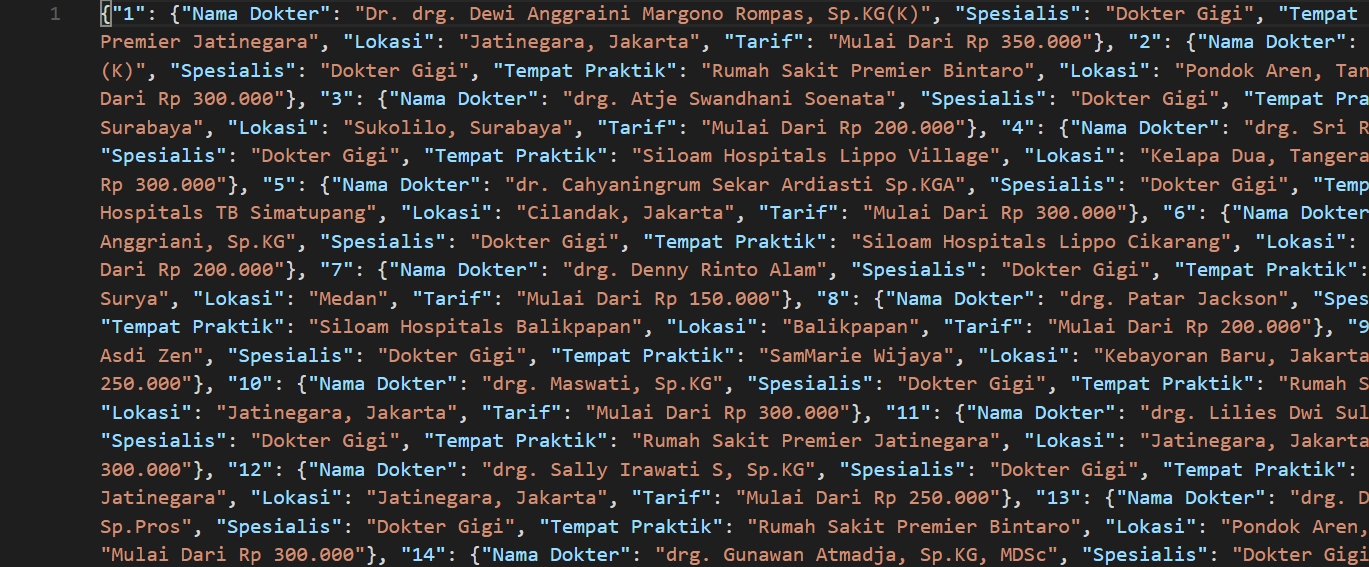 1 {"1": {"Nama Dokter": "Dr. drg. Dewi Anggraini Margono Rompas, Sp.KG(K)", "Spesialis": "Dokter Gigi", "Tempat
Premier Jatinegara", "Lokasi": "Jatinegara, Jakarta", "Tarif": "Mulai Dari Rp 350.000"}, "2": {"Nama Dokter":
(K)", "Spesialis": "Dokter Gigi", "Tempat Praktik": "Rumah Sakit Premier Bintaro", "Lokasi": "Pondok Aren, Tan
Dari Rp 300.000"}, "3": {"Nama Dokter": "drg. Atje Swandhani Soenata", "Spesialis": "Dokter Gigi", "Tempat Pra
Surabaya", "Lokasi": "Sukolilo, Surabaya", "Tarif": "Mulai Dari Rp 200.000"}, "4": {"Nama Dokter": "drg. Sri R
"Spesialis": "Dokter Gigi", "Tempat Praktik": "Siloam Hospitals Lippo Village", "Lokasi": "Kelapa Dua, Tangera
Rp 300.000"}, "5": {"Nama Dokter": "dr. Cahyaningrum Sekar Ardiasti Sp.KGA", "Spesialis": "Dokter Gigi", "Temp
Hospitals TB Simatupang", "Lokasi": "Cilandak, Jakarta", "Tarif": "Mulai Dari Rp 300.000"}, "6": {"Nama Dokter
Anggriani, Sp.KG", "Spesialis": "Dokter Gigi", "Tempat Praktik": "Siloam Hospitals Lippo Cikarang", "Lokasi":
Dari Rp 200.000"}, "7": {"Nama Dokter": "drg. Denny Rinto Alam", "Spesialis": "Dokter Gigi", "Tempat Praktik":
Surya", "Lokasi": "Medan", "Tarif": "Mulai Dari Rp 150.000"}, "8": {"Nama Dokter": "drg. Patar Jackson", "Spes
"Tempat Praktik": "Siloam Hospitals Balikpapan", "Lokasi": "Balikpapan", "Tarif": "Mulai Dari Rp 200.000"}, "9
Asdi Zen", "Spesialis": "Dokter Gigi", "Tempat Praktik": "SamMarie Wijaya", "Lokasi": "Kebayoran Baru, Jakarta
250.000"}, "10": {"Nama Dokter": "drg. Maswati, Sp.KG", "Spesialis": "Dokter Gigi", "Tempat Praktik": "Rumah S
"Lokasi": "Jatinegara, Jakarta", "Tarif": "Mulai Dari Rp 300.000"}, "11": {"Nama Dokter": "drg. Lilies Dwi Sul
"Spesialis": "Dokter Gigi", "Tempat Praktik": "Rumah Sakit Premier Jatinegara", "Lokasi": "Jatinegara, Jakarta
300.000"}, "12": {"Nama Dokter": "drg. Sally Irawati S, Sp.KG", "Spesialis": "Dokter Gigi", "Tempat Praktik":
Jatinegara", "Lokasi": "Jatinegara, Jakarta", "Tarif": "Mulai Dari Rp 250.000"}, "13": {"Nama Dokter": "drg. D
Sp.Pros", "Spesialis": "Dokter Gigi", "Tempat Praktik": "Rumah Sakit Premier Bintaro", "Lokasi": "Pondok Aren,
"Mulai Dari Rp 300.000"}, "14": {"Nama Dokter": "drg. Gunawan Atmadja, Sp.KG, MDSc", "Spesialis": "Dokter Gigi